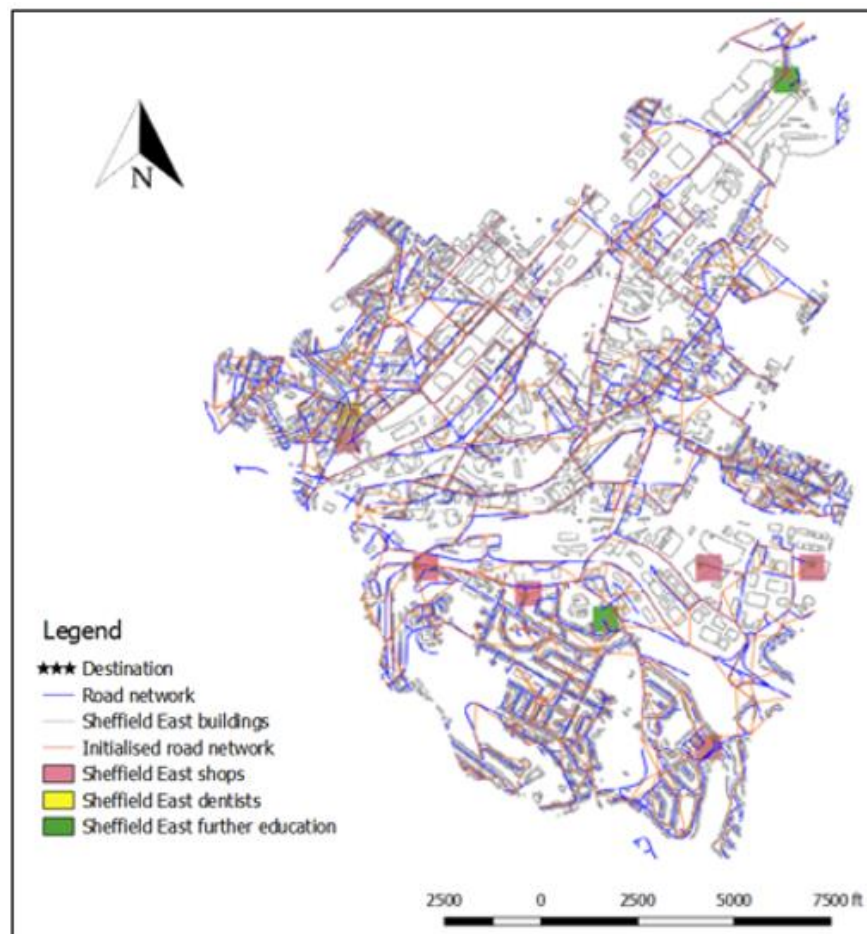 N
Legend
Destination
Road network
Sheffield East buildings
Initialised road network
Sheffield East shops
Sheffield East dentists
Sheffield East further education
2500 0 2500 5000 7500 ft